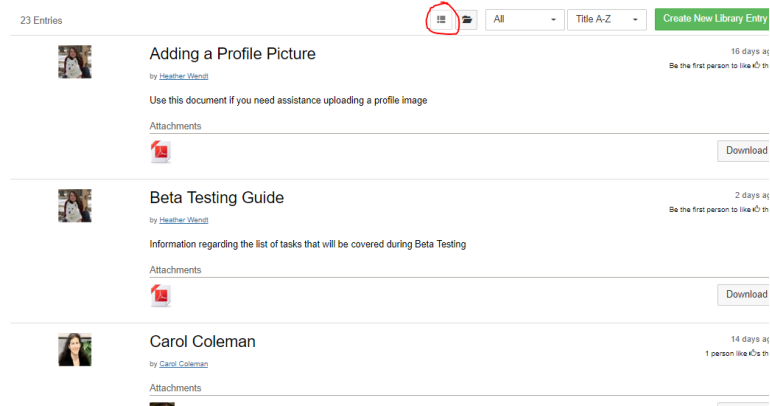 23 Entries
All
Title A-Z
Create New Library Entry
Adding a Profile Picture
16 days ag
by Heather Wendt
Be the first person to like th
Use this document if you need assistance uploading a profile image
Attachments
Download
Beta Testing Guide
2 days ag
by Heather Wendt
Be the first person to like th
Information regarding the list of tasks that will be covered during Beta Testing
Attachments
Download
Carol Coleman
14 days ag
by Carol Coleman
1 person like s th
Attachments